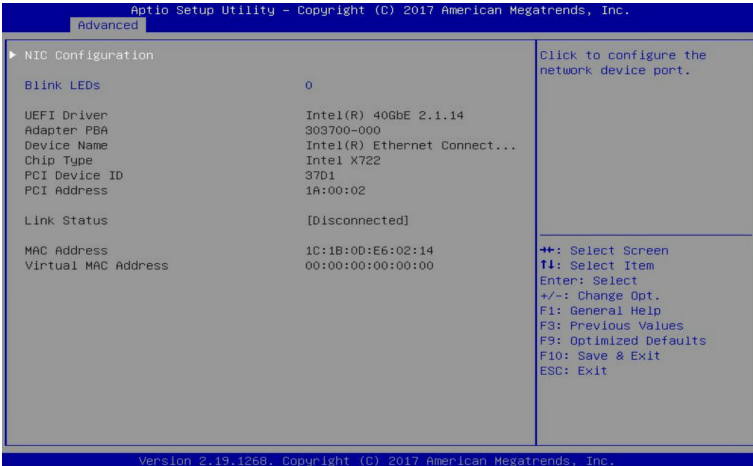 Aptio Setup Utility – Copyright (C) 2017 American Megatrends, Inc.
Advanced
▶ NIC Configuration
Blink LEDs 0
UEFI Driver Intel(R) 40GbE 2.1.14
Adapter PBA 303700-000
Device Name Intel(R) Ethernet Connect...
Chip Type Intel X722
PCI Device ID 37D1
PCI Address 1A:00:02
Link Status [Disconnected]
MAC Address 1C:1B:0D:E6:02:14
Virtual MAC Address 00:00:00:00:00:00
Click to configure the
network device port.
→←: Select Screen
↑↓: Select Item
Enter: Select
+/-: Change Opt.
F1: General Help
F3: Previous Values
F9: Optimized Defaults
F10: Save & Exit
ESC: Exit
Version 2.19.1268. Copyright (C) 2017 American Megatrends, Inc.